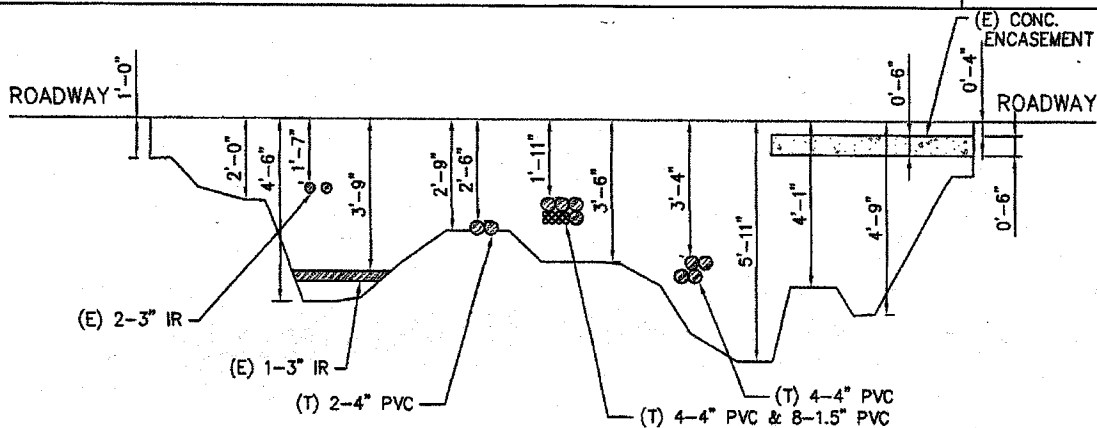 (E) CONC.
ENCASEMENT
1'-0"
0'-6"
0'-4"
ROADWAY
ROADWAY
2'-0"
4'-6"
1'-7"
3'-9"
2'-9"
2'-6"
1'-11"
3'-6"
3'-4"
5'-11"
4'-1"
4'-9"
0'-6"
(E) 2-3" IR
(E) 1-3" IR
(T) 2-4" PVC
(T) 4-4" PVC
(T) 4-4" PVC & 8-1.5" PVC